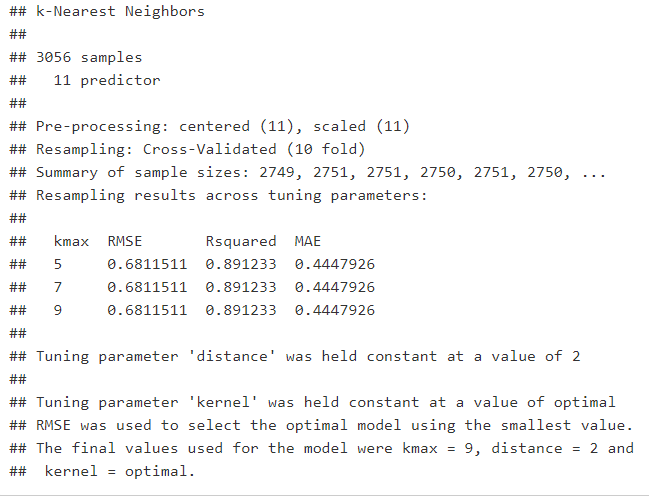 ## k-Nearest Neighbors
##
## 3056 samples
##   11 predictor
##
## Pre-processing: centered (11), scaled (11)
## Resampling: Cross-Validated (10 fold)
## Summary of sample sizes: 2749, 2751, 2751, 2750, 2751, 2750, ...
## Resampling results across tuning parameters:
##
##   kmax  RMSE       Rsquared  MAE
##   5     0.6811511  0.891233  0.4447926
##   7     0.6811511  0.891233  0.4447926
##   9     0.6811511  0.891233  0.4447926
##
## Tuning parameter 'distance' was held constant at a value of 2
##
## Tuning parameter 'kernel' was held constant at a value of optimal
## RMSE was used to select the optimal model using the smallest value.
## The final values used for the model were kmax = 9, distance = 2 and
##  kernel = optimal.